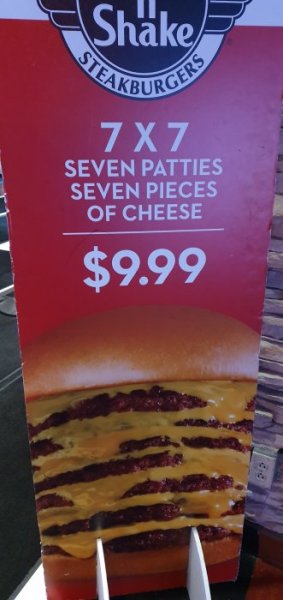 Shake
STEAKBURGERS
7 X 7
SEVEN PATTIES
SEVEN PIECES
OF CHEESE
$9.99